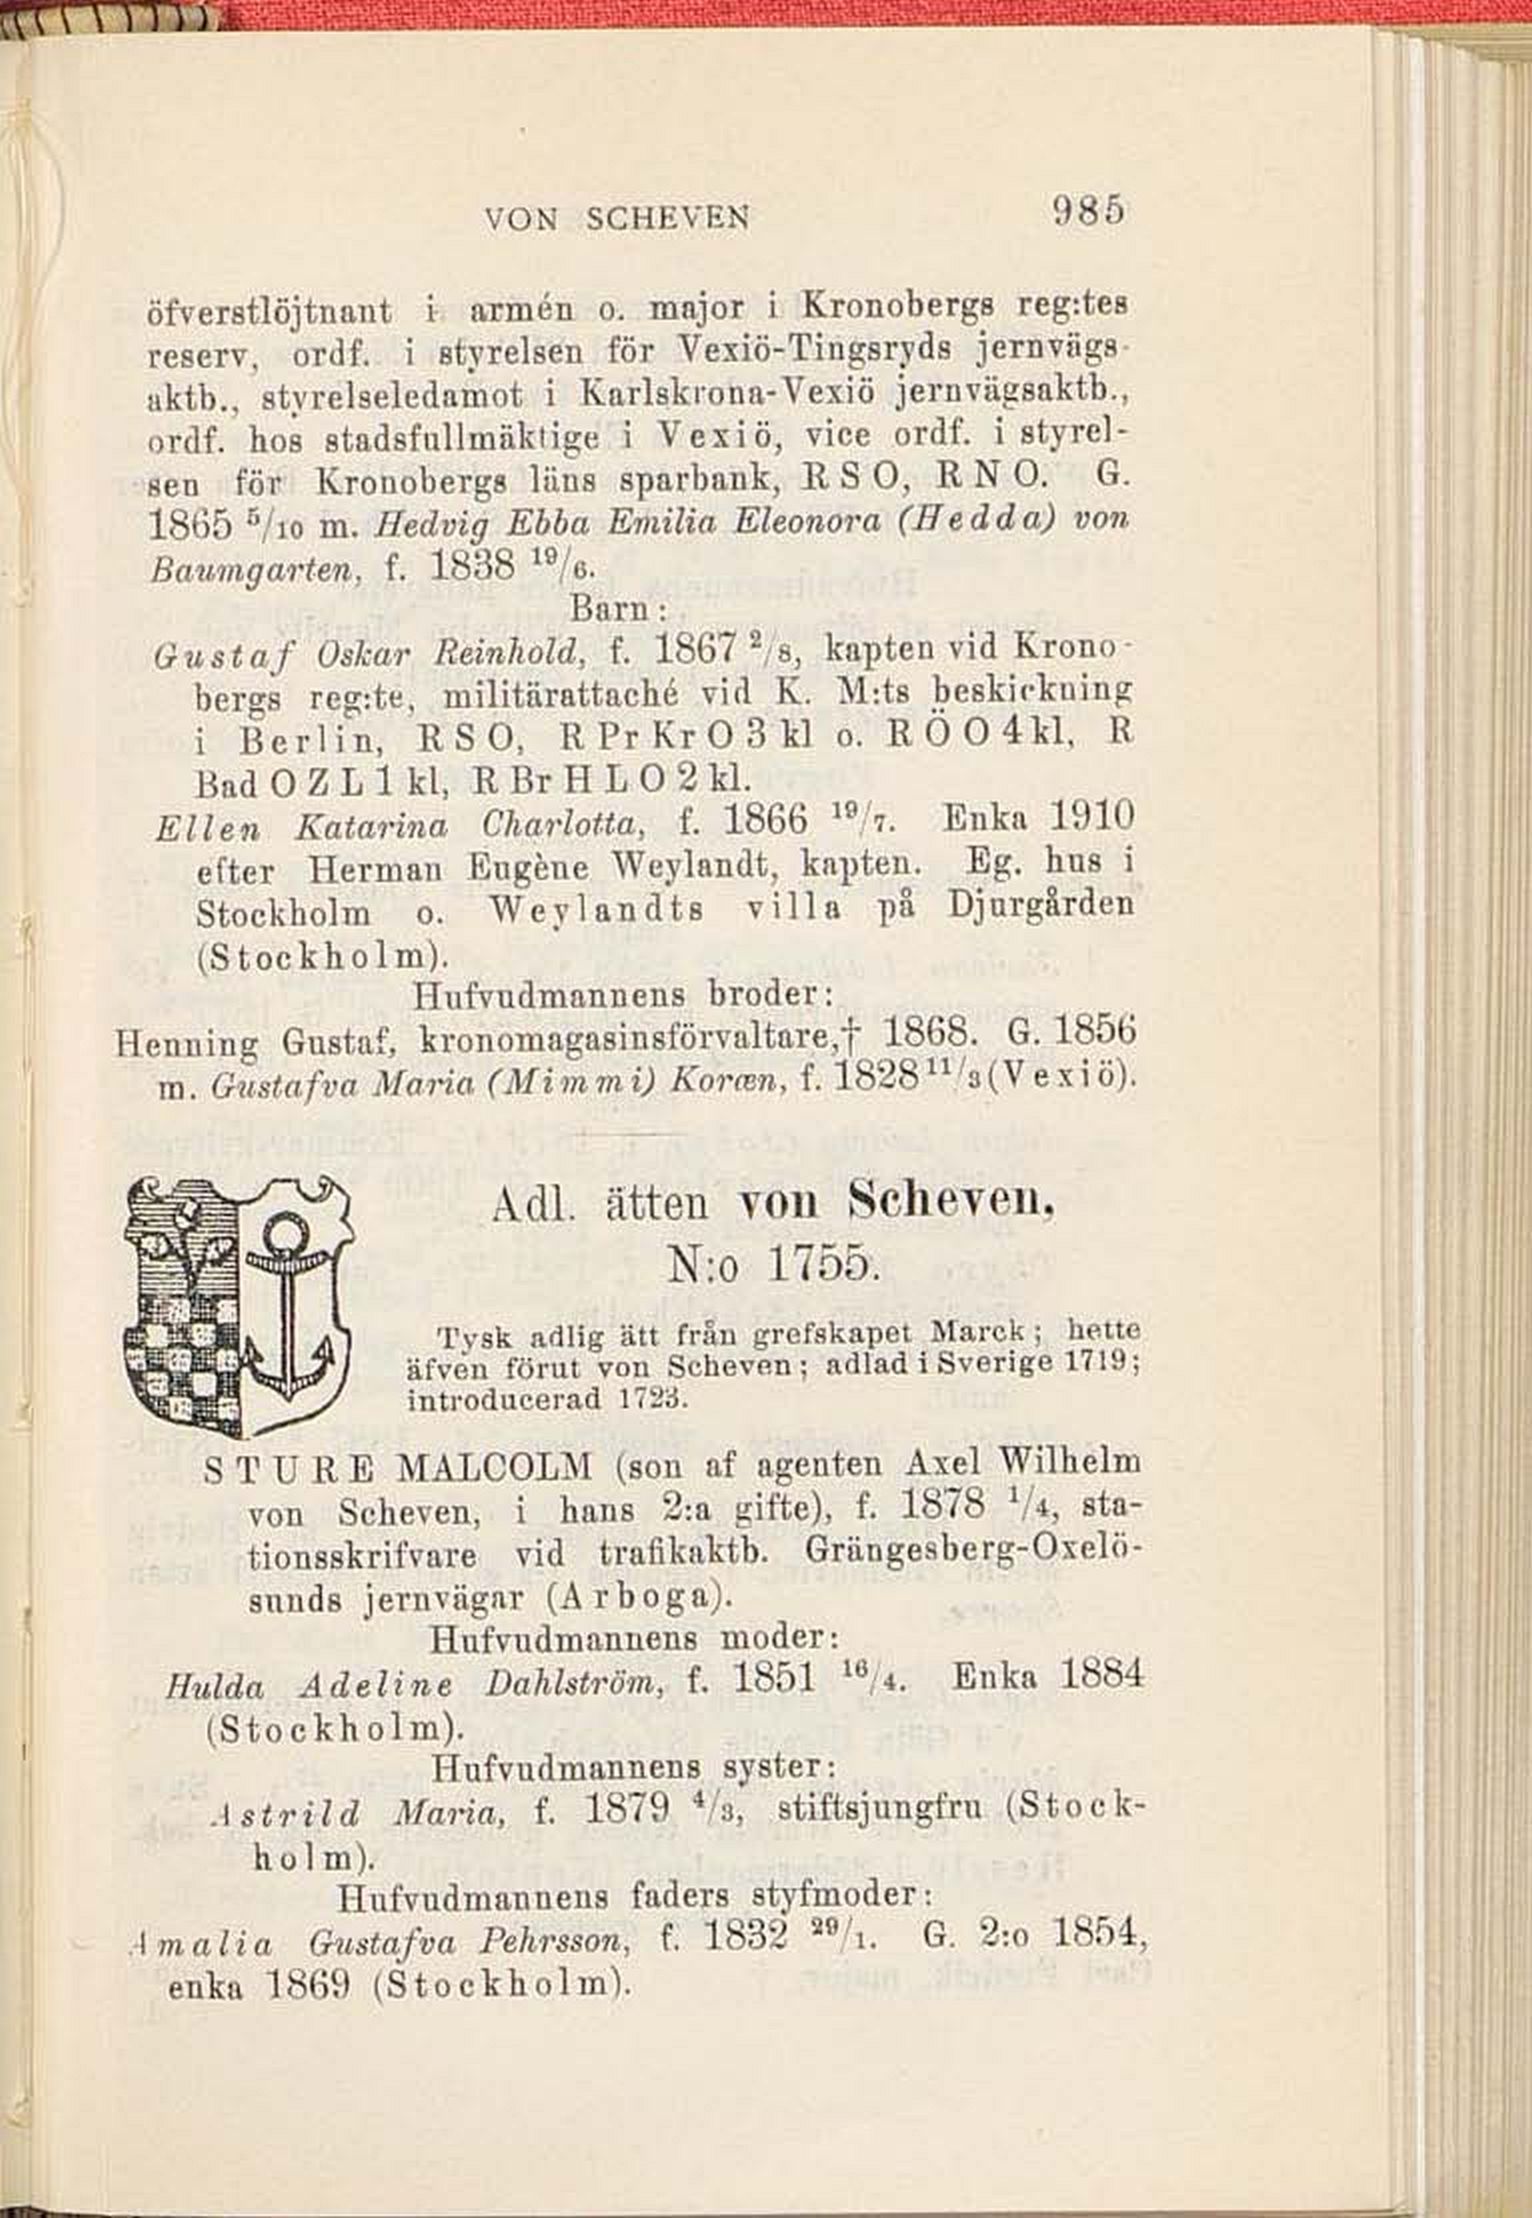 VON SCHEVEN 985
öfverstlöjtnant i armén o. major i Kronobergs reg:tes
reserv, ordf. i styrelsen för Vexiö-Tingsryds jernvägs-
aktb., styrelseledamot i Karlskrona-Vexiö jernvägsaktb.,
ordf. hos stadsfullmäktige i Vexiö, vice ordf. i styrel-
sen för Kronobergs läns sparbank, R S O, R N O. G.
1865 5/10 m. Hedvig Ebba Emilia Eleonora (Hedda) von
Baumgarten, f. 1838 19/6.
Barn:
Gustaf Oskar Reinhold, f. 1867 2/8, kapten vid Krono-
bergs reg:te, militärattaché vid K. M:ts beskickning
i Berlin, R S O, R Pr Kr O 3 kl o. R Ö O 4 kl, R
Bad O Z L 1 kl, R Br H L O 2 kl.
Ellen Katarina Charlotta, f. 1866 19/7. Enka 1910
efter Herman Eugène Weylandt, kapten. Eg. hus i
Stockholm o. Weylandts villa på Djurgården
(Stockholm).
Hufvudmannens broder:
Henning Gustaf, kronomagasinsförvaltare, † 1868. G. 1856
m. Gustafva Maria (Mimmi) Koræn, f. 1828 11/3 (Vexiö).
Adl. ätten von Scheven,
N:o 1755.
Tysk adlig ätt från grefskapet Marck; hette
äfven förut von Scheven; adlad i Sverige 1719;
introducerad 1723.
STURE MALCOLM (son af agenten Axel Wilhelm
von Scheven, i hans 2:a gifte), f. 1878 1/4, sta-
tionsskrifvare vid trafikaktb. Grängesberg-Oxelö-
sunds jernvägar (Arboga).
Hufvudmannens moder:
Hulda Adeline Dahlström, f. 1851 16/4. Enka 1884
(Stockholm).
Hufvudmannens syster:
Astrild Maria, f. 1879 4/3, stiftsjungfru (Stock-
holm).
Hufvudmannens faders styfmoder:
Amalia Gustafva Pehrsson, f. 1832 29/1. G. 2:o 1854,
enka 1869 (Stockholm).